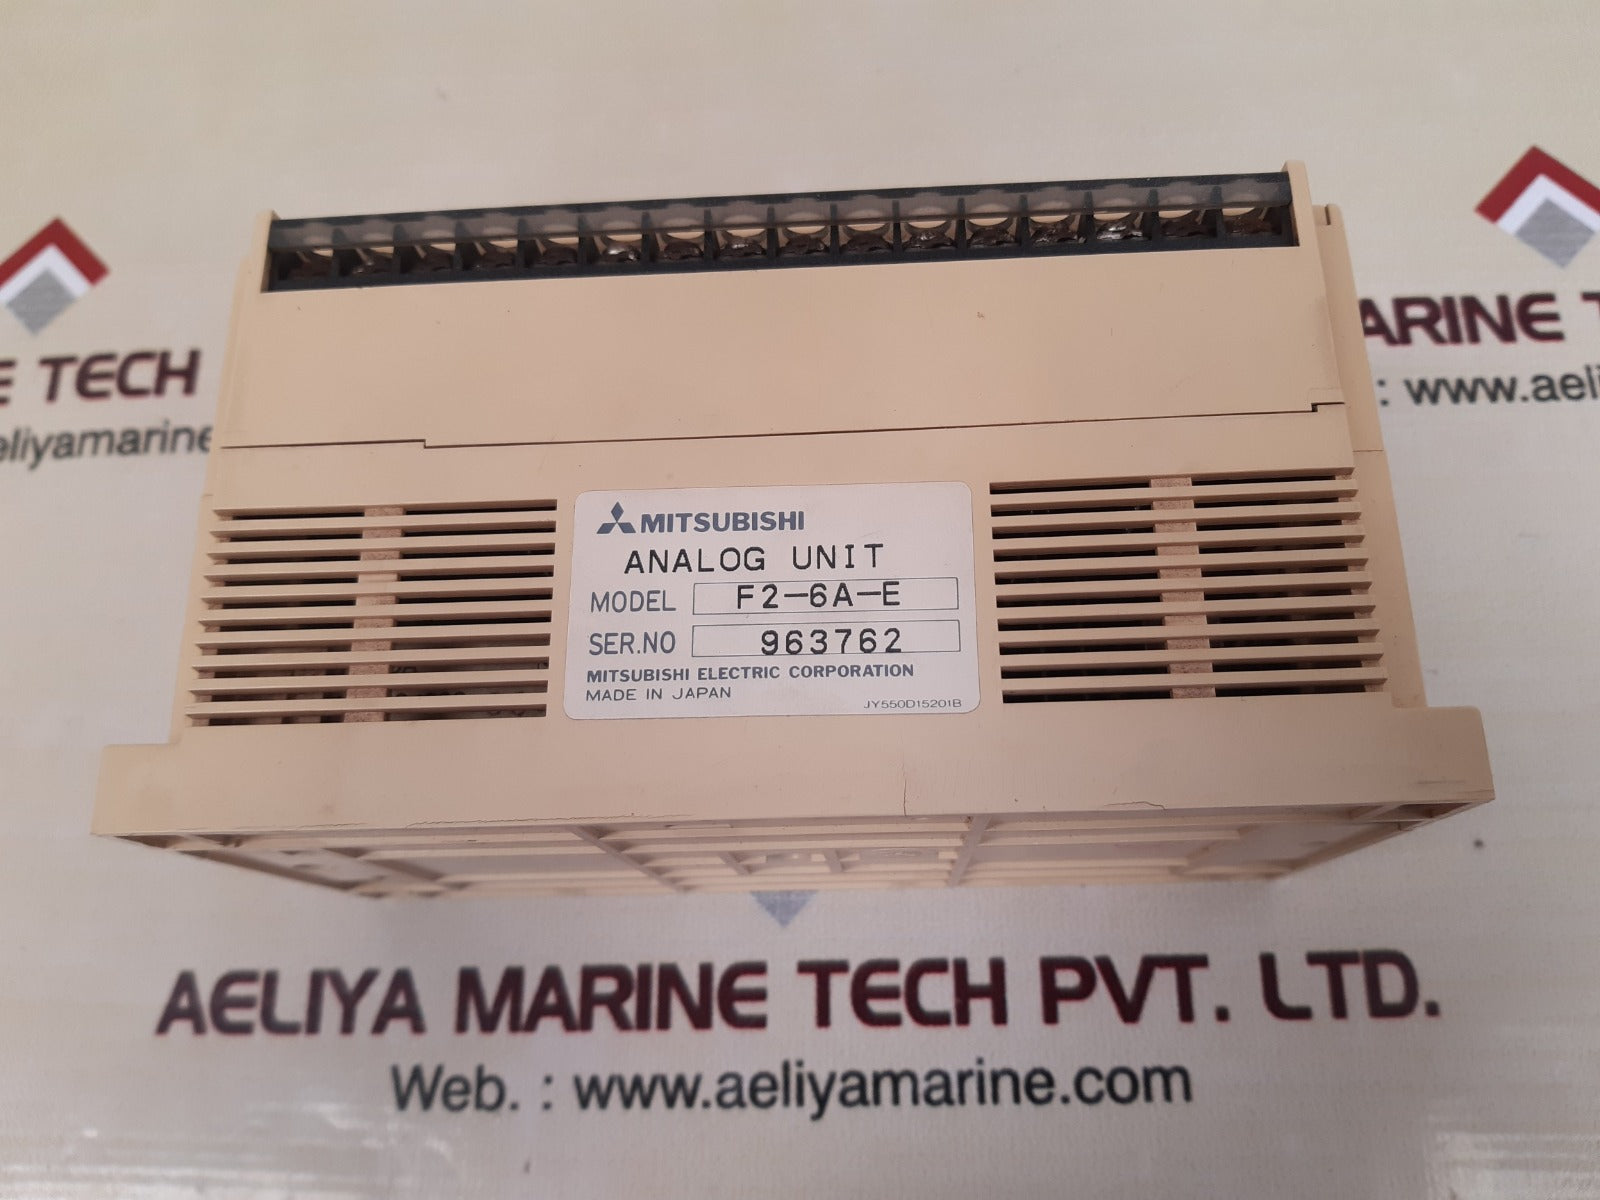 E TECH
eliyamarine
ARINE T
: www.aeli
MITSUBISHI
ANALOG UNIT
MODEL F2-6A-E
SER.NO 963762
MITSUBISHI ELECTRIC CORPORATION
MADE IN JAPAN
JY550D15201B
AELIYA MARINE TECH PVT. LTD.
Web. : www.aeliyamarine.com